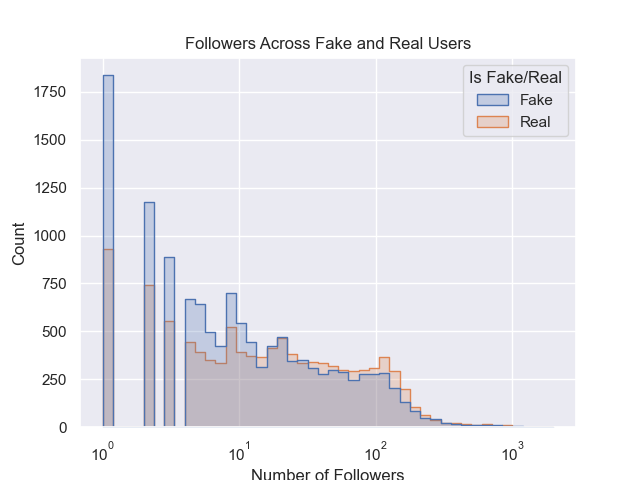 Followers Across Fake and Real Users
Is Fake/Real
Fake
Real
Count
1750
1500
1250
1000
750
500
250
0
10⁰ 10¹ 10² 10³
Number of Followers